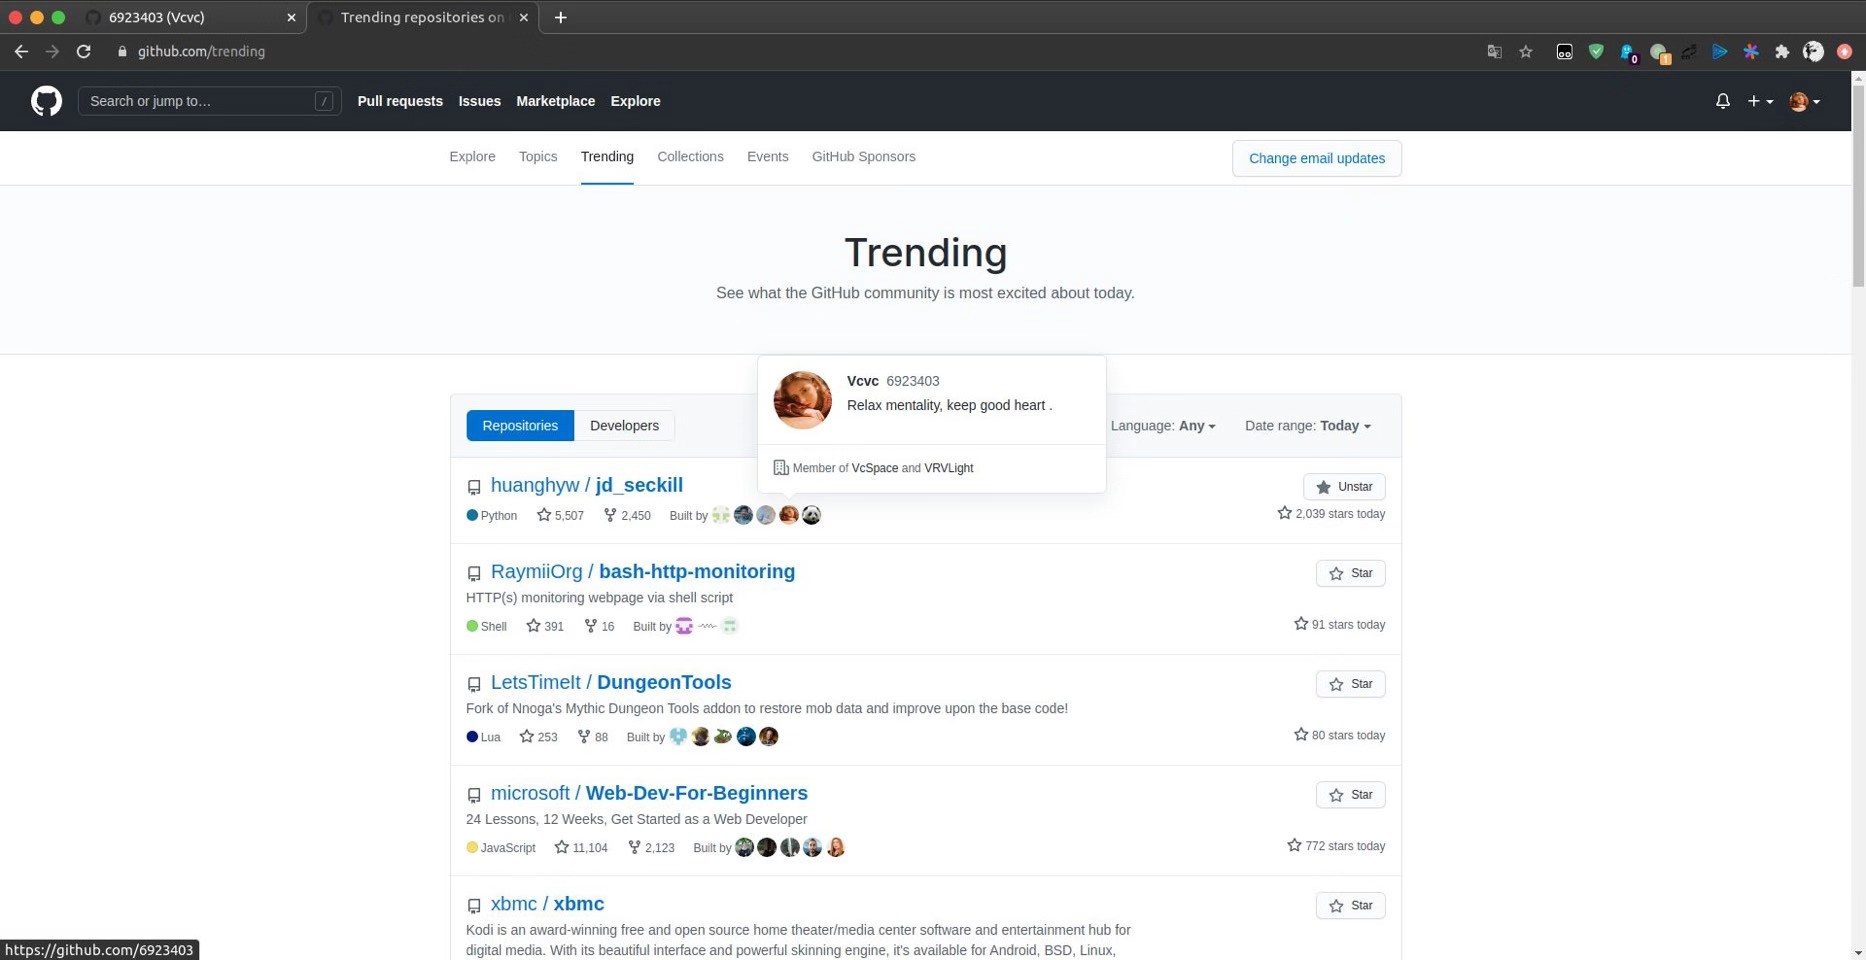 6923403 (Vcvc)
Trending repositories on
github.com/trending
0
1
Search or jump to…
/
Pull requests Issues Marketplace Explore
Explore Topics Trending Collections Events GitHub Sponsors
Change email updates
Trending
See what the GitHub community is most excited about today.
Vcvc 6923403
Relax mentality, keep good heart .
Member of VcSpace and VRVLight
Repositories Developers
Language: Any
Date range: Today
huanghyw / jd_seckill
Unstar
Python 5,507 2,450 Built by
2,039 stars today
RaymiiOrg / bash-http-monitoring
Star
HTTP(s) monitoring webpage via shell script
Shell 391 16 Built by
91 stars today
LetsTimeIt / DungeonTools
Star
Fork of Nnoga's Mythic Dungeon Tools addon to restore mob data and improve upon the base code!
Lua 253 88 Built by
80 stars today
microsoft / Web-Dev-For-Beginners
Star
24 Lessons, 12 Weeks, Get Started as a Web Developer
JavaScript 11,104 2,123 Built by
772 stars today
xbmc / xbmc
Star
Kodi is an award-winning free and open source home theater/media center software and entertainment hub for
digital media. With its beautiful interface and powerful skinning engine, it's available for Android, BSD, Linux,
https://github.com/6923403